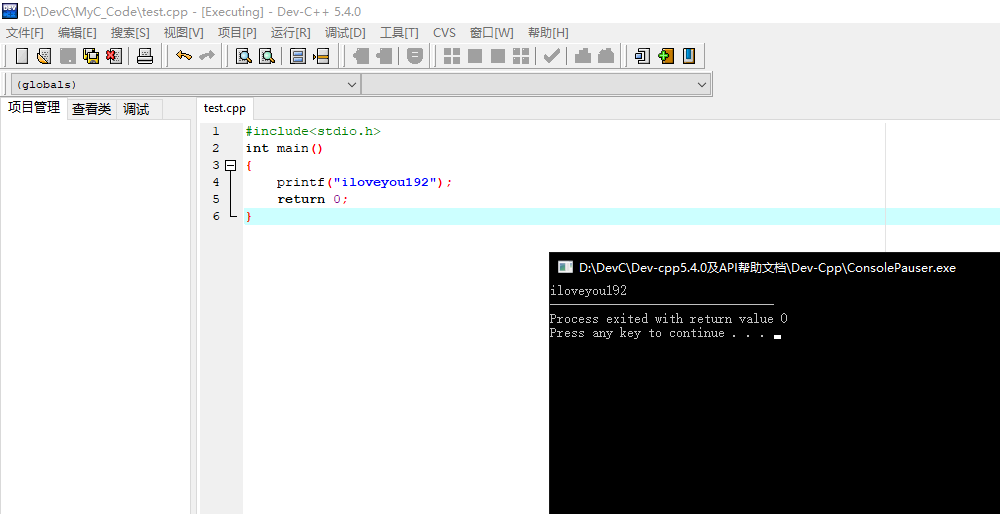 D:\DevC\MyC_Code\test.cpp - [Executing] - Dev-C++ 5.4.0
文件[F] 编辑[E] 搜索[S] 视图[V] 项目[P] 运行[R] 调试[D] 工具[T] CVS 窗口[W] 帮助[H]
(globals)
项目管理 查看类 调试 test.cpp
1 #include<stdio.h>
2 int main()
3 {
4 printf("iloveyou192");
5 return 0;
6 }
D:\DevC\Dev-cpp5.4.0及API帮助文档\Dev-Cpp\ConsolePauser.exe
iloveyou192
Process exited with return value 0
Press any key to continue . . .